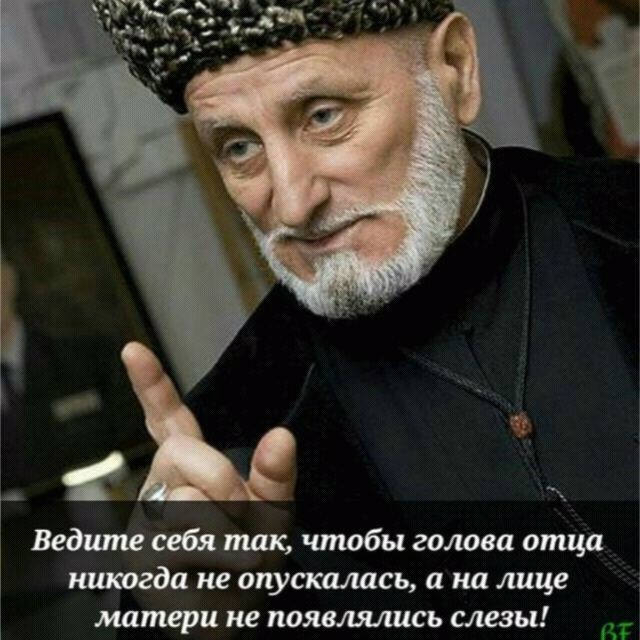 Ведите себя так, чтобы голова отца
никогда не опускалась, а на лице
матери не появлялись слезы!
BF